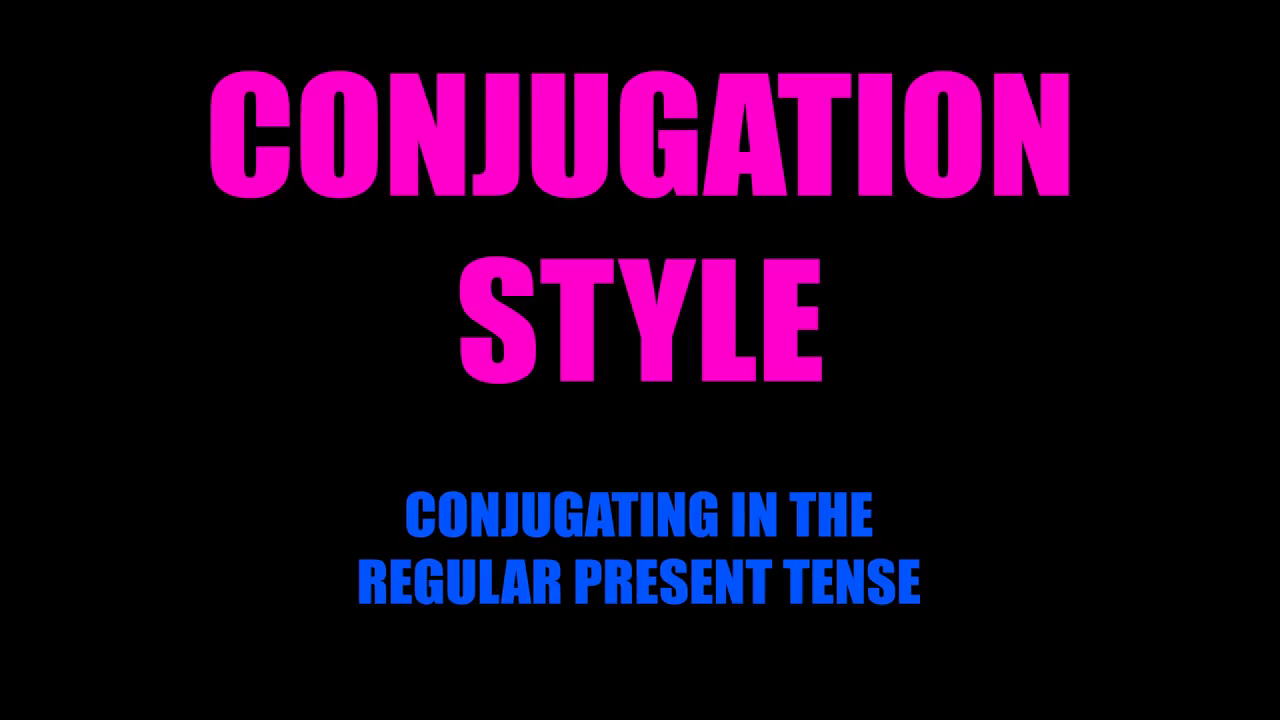 CONJUGATION
STYLE
CONJUGATING IN THE
REGULAR PRESENT TENSE